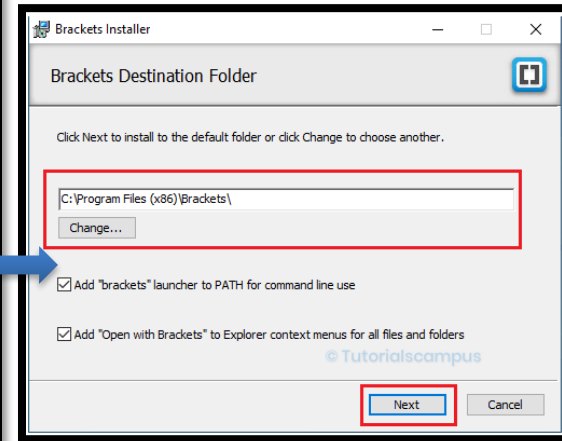 Brackets Installer
Brackets Destination Folder
Click Next to install to the default folder or click Change to choose another.
C:\Program Files (x86)\Brackets\
Change...
Add "brackets" launcher to PATH for command line use
Add "Open with Brackets" to Explorer context menus for all files and folders
© Tutorialscampus
Next
Cancel